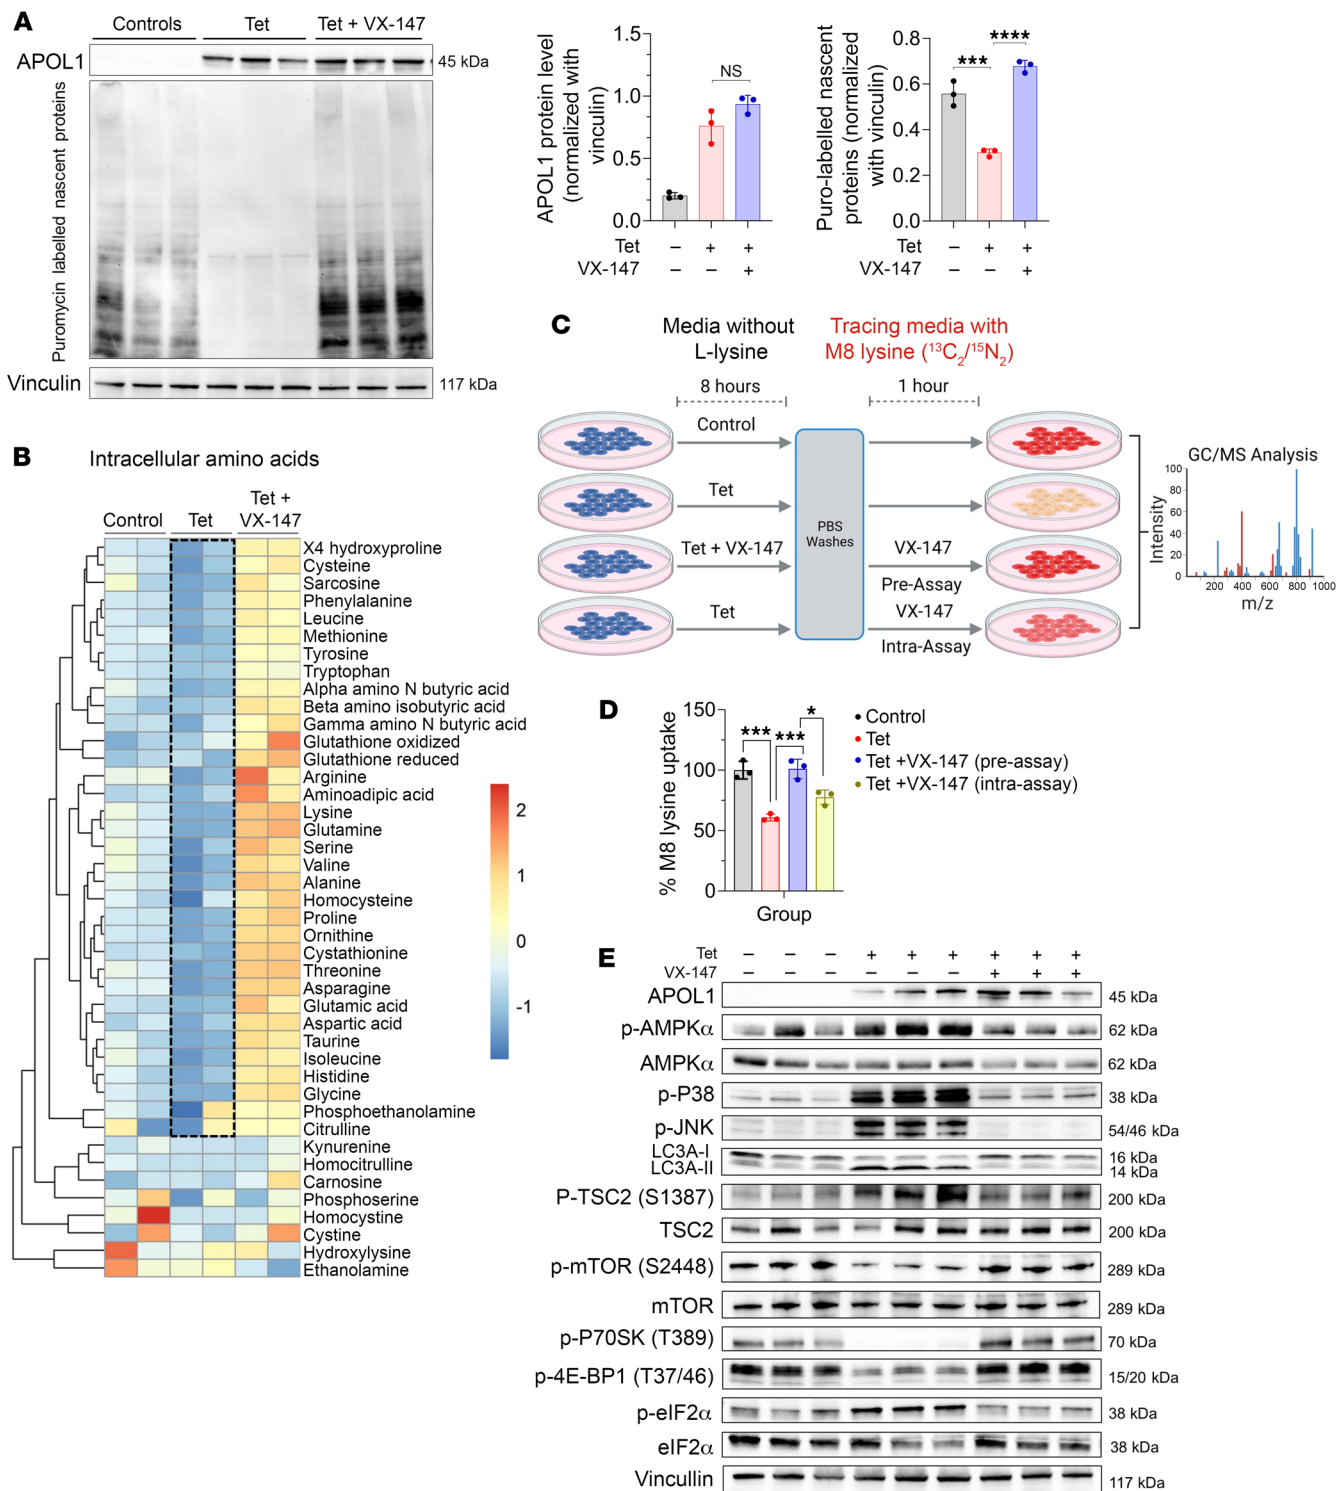 A
Controls
Tet
Tet + VX-147
APOL1
45 kDa
Puromycin labelled nascent proteins
Vinculin
117 kDa
APOL1 protein level
(normalized with
vinculin)
1.5
1.0
0.5
0.0
NS
Tet
– + +
VX-147
– – +
Puro-labelled nascent
proteins (normalized
with vinculin)
0.8
0.6
0.4
0.2
0.0
***
****
Tet
– + +
VX-147
– – +
B
Intracellular amino acids
Control
Tet
Tet +
VX-147
X4 hydroxyproline
Cysteine
Sarcosine
Phenylalanine
Leucine
Methionine
Tyrosine
Tryptophan
Alpha amino N butyric acid
Beta amino isobutyric acid
Gamma amino N butyric acid
Glutathione oxidized
Glutathione reduced
Arginine
Aminoadipic acid
Lysine
Glutamine
Serine
Valine
Alanine
Homocysteine
Proline
Ornithine
Cystathionine
Threonine
Asparagine
Glutamic acid
Aspartic acid
Taurine
Isoleucine
Histidine
Glycine
Phosphoethanolamine
Citrulline
Kynurenine
Homocitrulline
Carnosine
Phosphoserine
Homocystine
Cystine
Hydroxylysine
Ethanolamine
2
1
0
-1
C
Media without
L-lysine
Tracing media with
M8 lysine (¹³C₂/¹⁵N₂)
8 hours
1 hour
Control
Tet
Tet + VX-147
Tet
PBS
Washes
VX-147
Pre-Assay
VX-147
Intra-Assay
GC/MS Analysis
Intensity
100
80
60
40
20
0
200 400 600 800 1000
m/z
D
% M8 lysine uptake
150
100
50
0
***
***
*
Group
Control
Tet
Tet +VX-147 (pre-assay)
Tet +VX-147 (intra-assay)
E
Tet – – – + + + + + +
VX-147 – – – – – – + + +
APOL1 45 kDa
p-AMPKα 62 kDa
AMPKα 62 kDa
p-P38 38 kDa
p-JNK 54/46 kDa
LC3A-I 16 kDa
LC3A-II 14 kDa
P-TSC2 (S1387) 200 kDa
TSC2 200 kDa
p-mTOR (S2448) 289 kDa
mTOR 289 kDa
p-P70SK (T389) 70 kDa
p-4E-BP1 (T37/46) 15/20 kDa
p-eIF2α 38 kDa
eIF2α 38 kDa
Vincullin 117 kDa